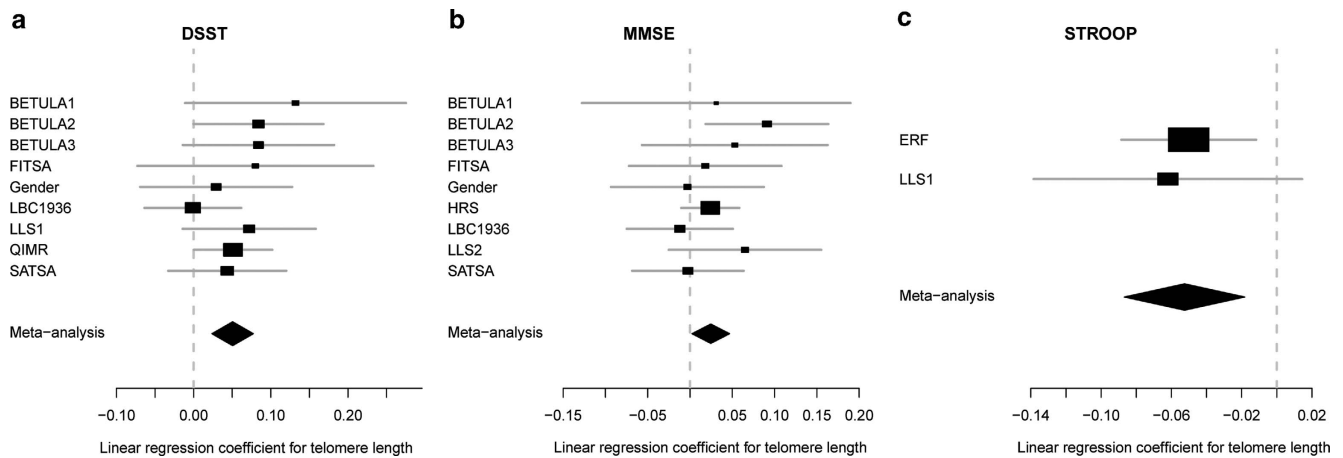 a
DSST
BETULA1
BETULA2
BETULA3
FITSA
Gender
LBC1936
LLS1
QIMR
SATSA
Meta−analysis
−0.10 0.00 0.10 0.20
Linear regression coefficient for telomere length
b
MMSE
BETULA1
BETULA2
BETULA3
FITSA
Gender
HRS
LBC1936
LLS2
SATSA
Meta−analysis
−0.15 −0.05 0.05 0.10 0.15 0.20
Linear regression coefficient for telomere length
c
STROOP
ERF
LLS1
Meta−analysis
−0.14 −0.10 −0.06 −0.02 0.02
Linear regression coefficient for telomere length